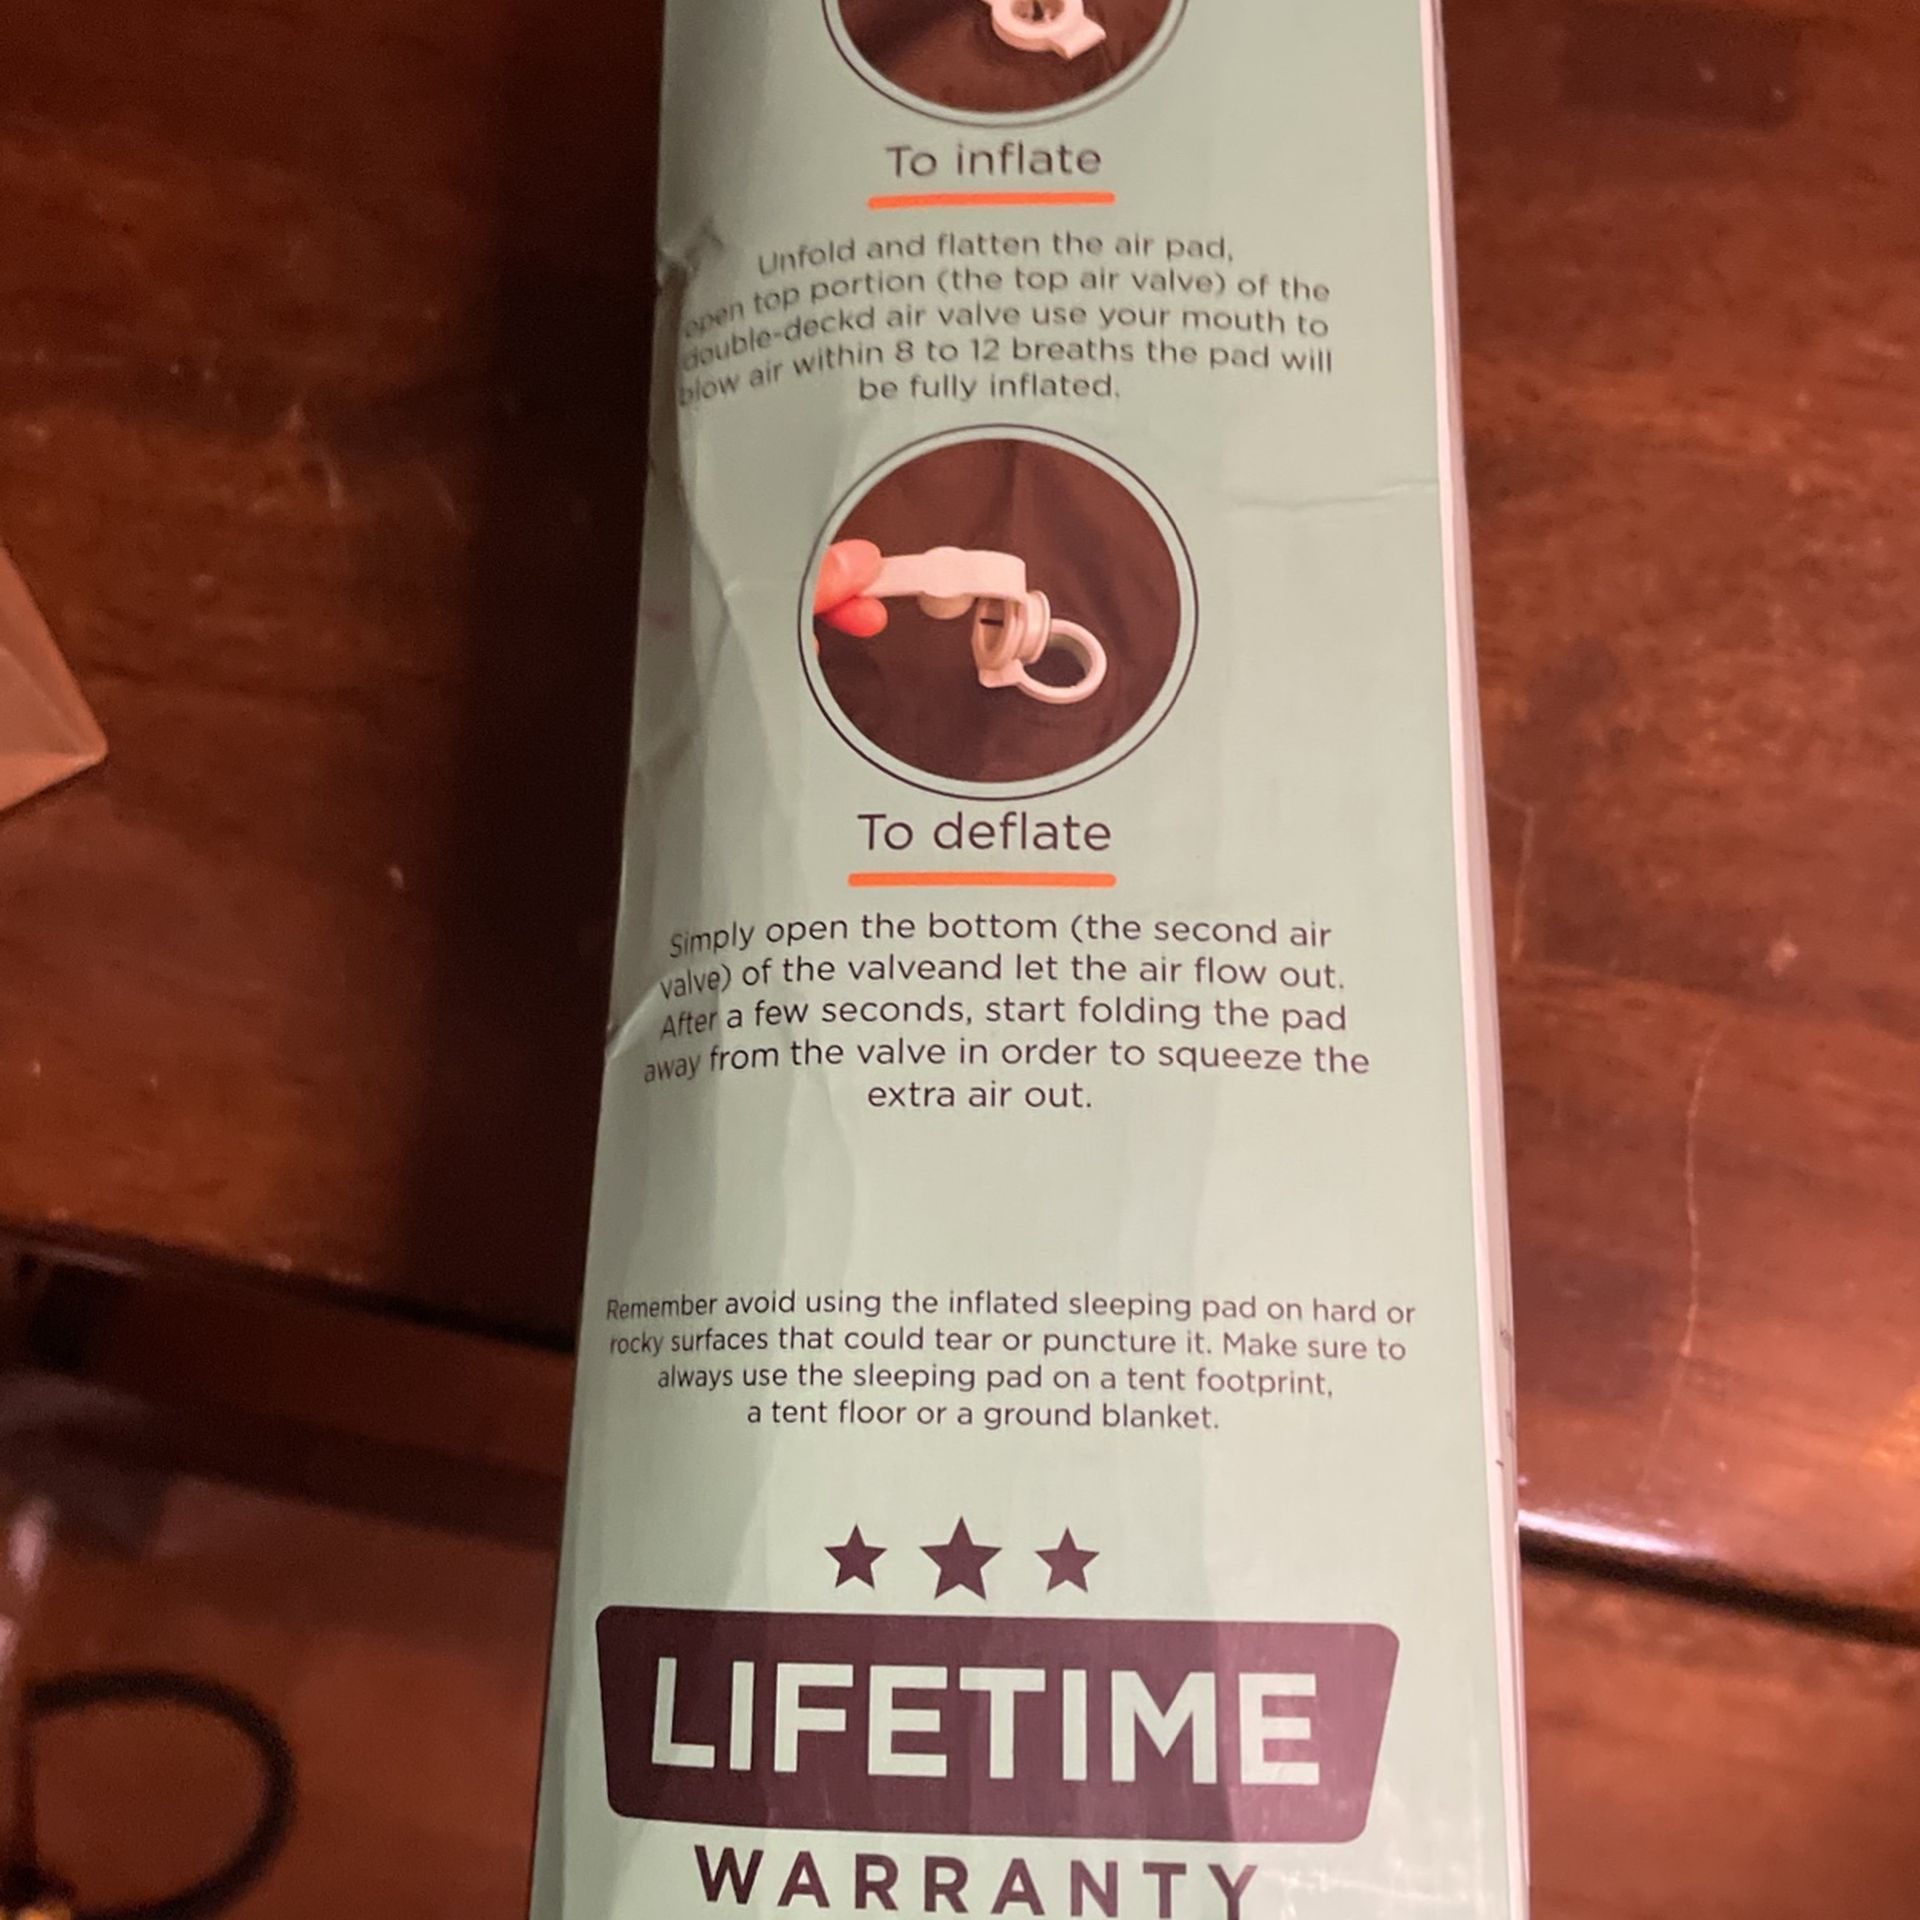 To inflate
Unfold and flatten the air pad,
open top portion (the top air valve) of the
double-deckd air valve use your mouth to
blow air within 8 to 12 breaths the pad will
be fully inflated.
To deflate
Simply open the bottom (the second air
valve) of the valveand let the air flow out.
After a few seconds, start folding the pad
away from the valve in order to squeeze the
extra air out.
Remember avoid using the inflated sleeping pad on hard or
rocky surfaces that could tear or puncture it. Make sure to
always use the sleeping pad on a tent footprint,
a tent floor or a ground blanket.
LIFETIME
WARRANTY